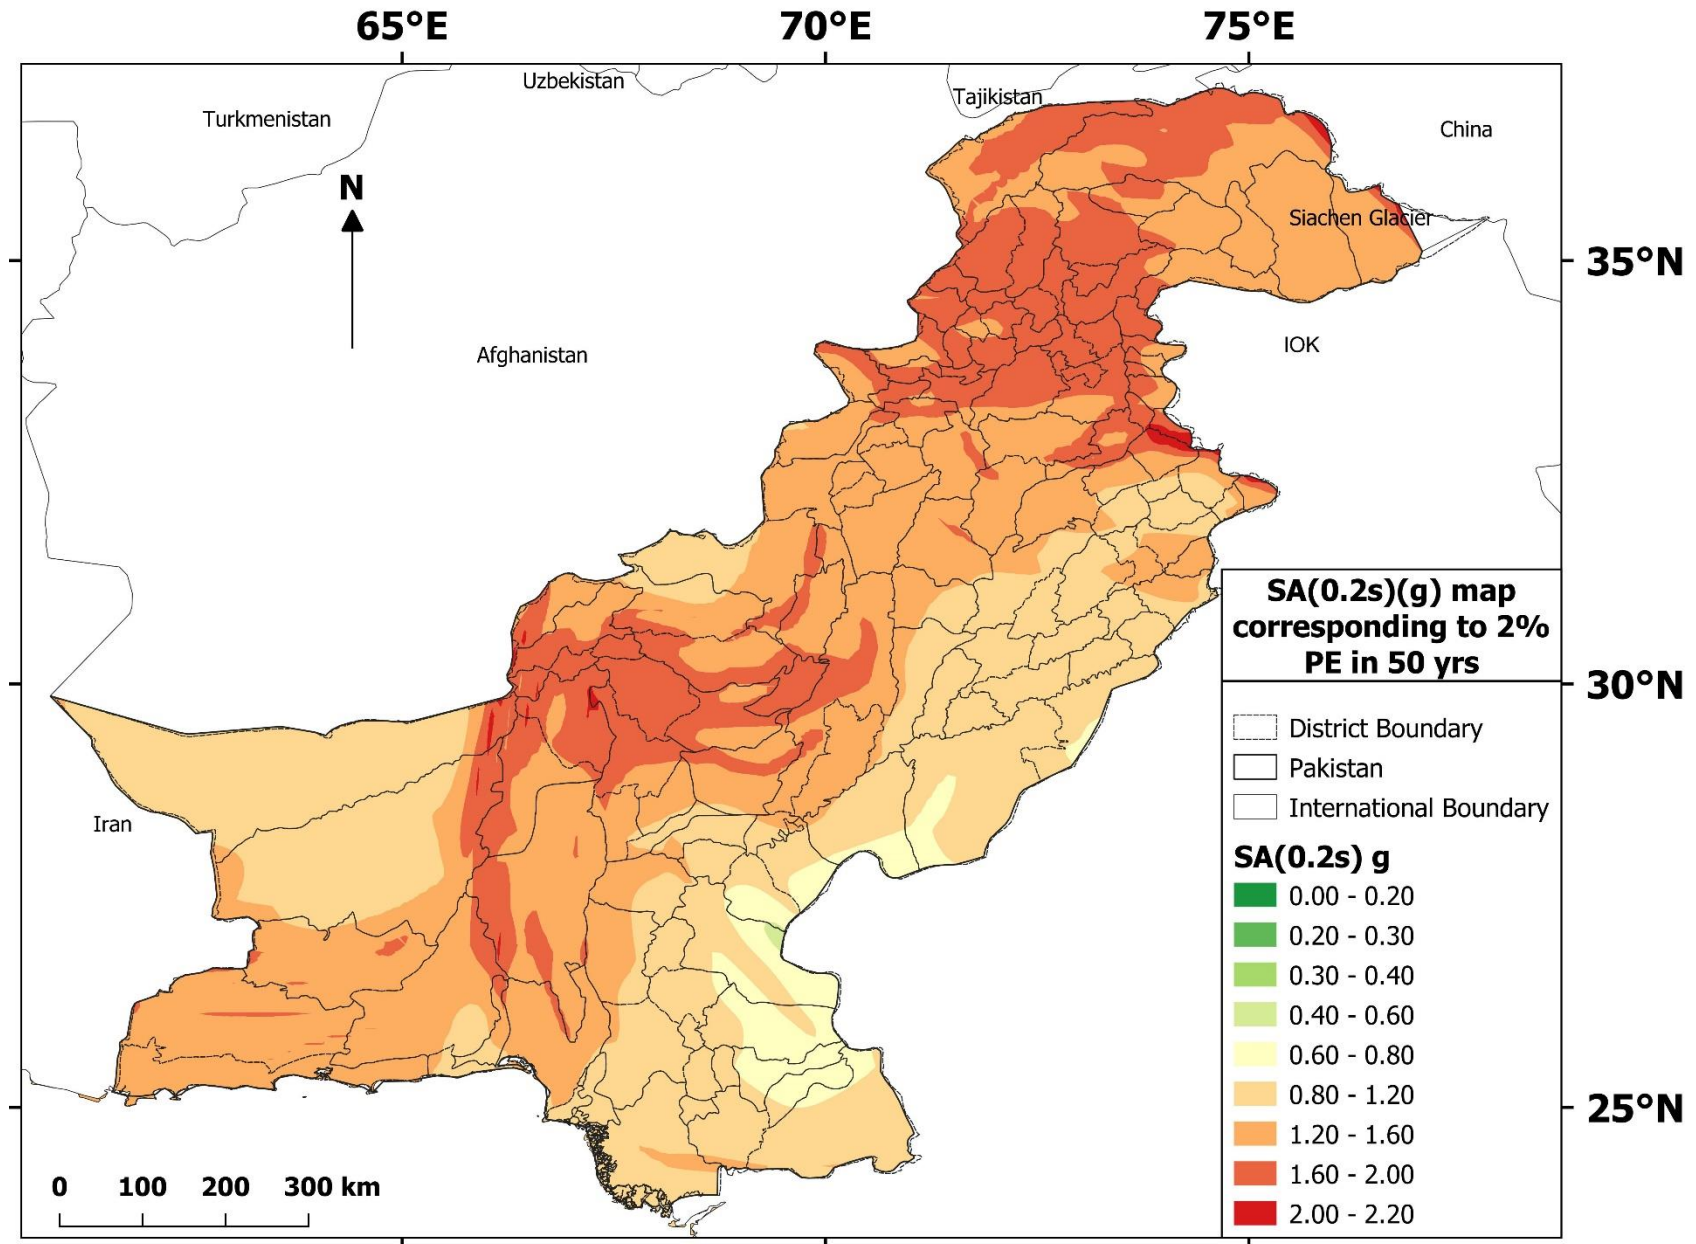 65°E 70°E 75°E
Uzbekistan
Tajikistan
Turkmenistan
China
N
Siachen Glacier
35°N
IOK
Afghanistan
SA(0.2s)(g) map
corresponding to 2%
PE in 50 yrs
30°N
District Boundary
Pakistan
International Boundary
Iran
SA(0.2s) g
0.00 - 0.20
0.20 - 0.30
0.30 - 0.40
0.40 - 0.60
0.60 - 0.80
0.80 - 1.20
25°N
1.20 - 1.60
1.60 - 2.00
2.00 - 2.20
0 100 200 300 km